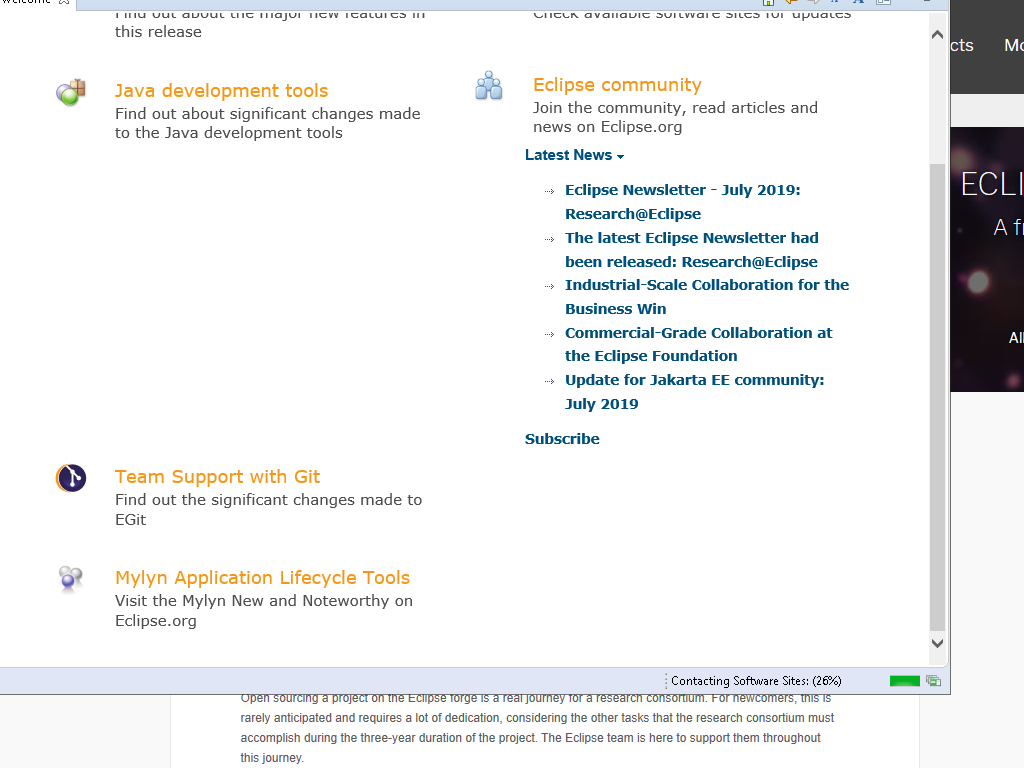 Welcome
Find out about the major new features in
this release
Check available software sites for updates
Java development tools
Find out about significant changes made
to the Java development tools
Eclipse community
Join the community, read articles and
news on Eclipse.org
Latest News
Eclipse Newsletter - July 2019:
Research@Eclipse
The latest Eclipse Newsletter had
been released: Research@Eclipse
Industrial-Scale Collaboration for the
Business Win
Commercial-Grade Collaboration at
the Eclipse Foundation
Update for Jakarta EE community:
July 2019
Subscribe
Team Support with Git
Find out the significant changes made to
EGit
Mylyn Application Lifecycle Tools
Visit the Mylyn New and Noteworthy on
Eclipse.org
Contacting Software Sites: (26%)
cts Mo
ECLI
A f
All
Open sourcing a project on the Eclipse forge is a real journey for a research consortium. For newcomers, this is
rarely anticipated and requires a lot of dedication, considering the other tasks that the research consortium must
accomplish during the three-year duration of the project. The Eclipse team is here to support them throughout
this journey.